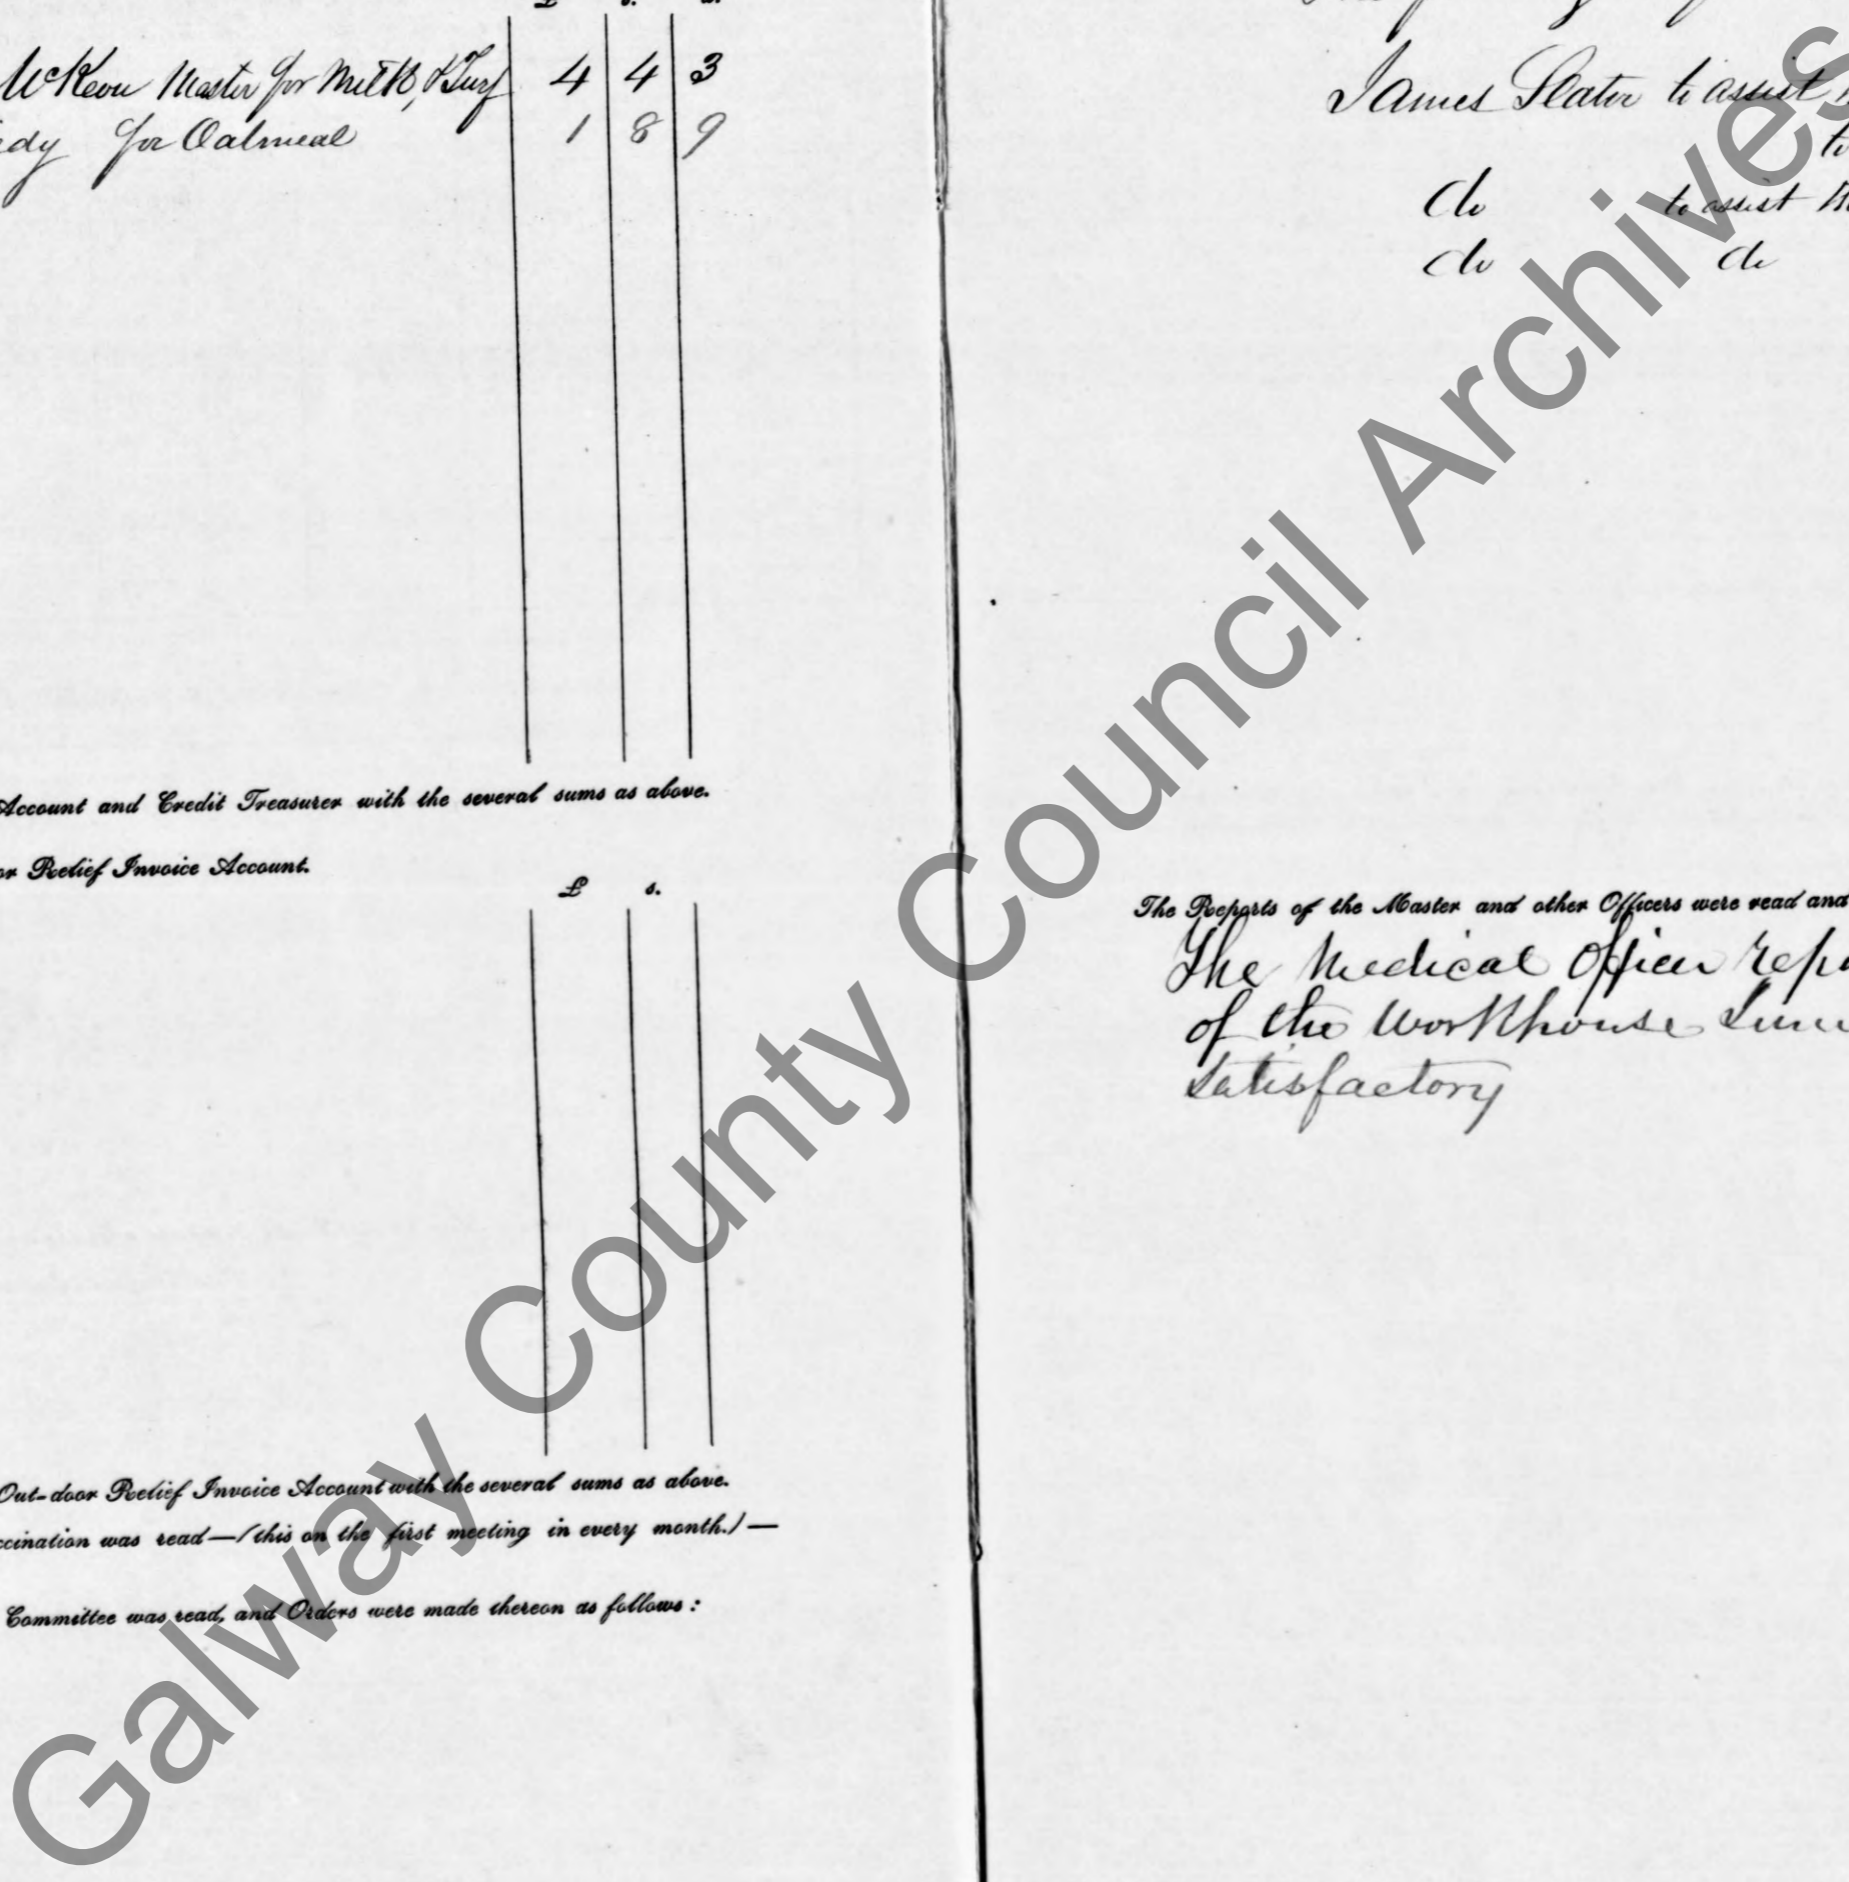 £ s. d.
McKeon Master for Milk, & Turf 4 4 3
for Oatmeal 1 8 9
Account and Credit Treasurer with the several sums as above.
Relief Invoice Account.
£ s.
Out-door Relief Invoice Account with the several sums as above.
was read—(this on the first meeting in every month.)—
Committee was read, and Orders were made thereon as follows:
James Slater to assist
to
do to assist
do do
The Reports of the Master and other Officers were read and
The Medical Officer
of the Workhouse
Satisfactory
Galway County Council Archives